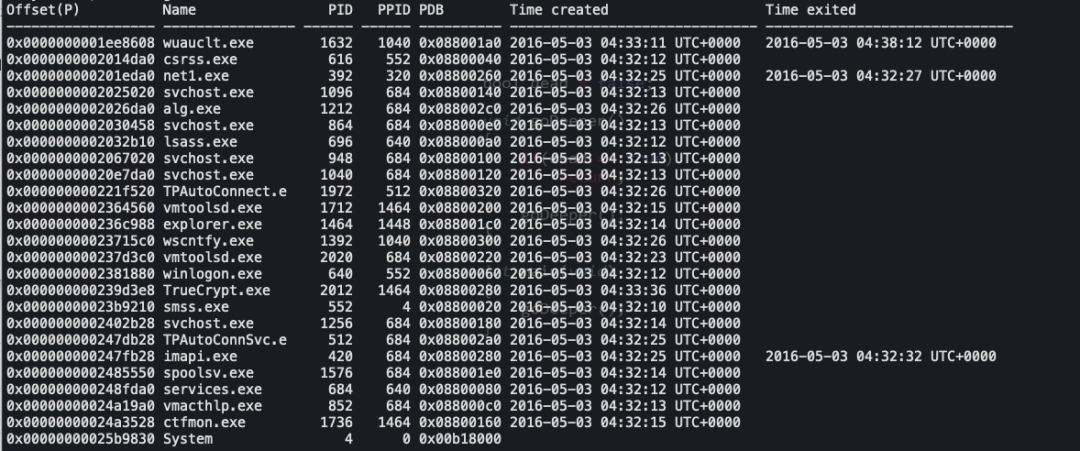 Offset(P) Name PID PPID PDB Time created Time exited
------------------ ---------------- ------ ------ ---------- ------------------------------ ------------------------------
0x0000000001ee8608 wuauclt.exe 1632 1040 0x088001a0 2016-05-03 04:33:11 UTC+0000 2016-05-03 04:38:12 UTC+0000
0x0000000002014da0 csrss.exe 616 552 0x08800040 2016-05-03 04:32:12 UTC+0000
0x000000000201eda0 net1.exe 392 320 0x08800260 2016-05-03 04:32:25 UTC+0000 2016-05-03 04:32:27 UTC+0000
0x0000000002025020 svchost.exe 1096 684 0x08800140 2016-05-03 04:32:13 UTC+0000
0x0000000002026da0 alg.exe 1212 684 0x088002c0 2016-05-03 04:32:26 UTC+0000
0x0000000002030458 svchost.exe 864 684 0x088000e0 2016-05-03 04:32:13 UTC+0000
0x0000000002032b10 lsass.exe 696 640 0x088000a0 2016-05-03 04:32:12 UTC+0000
0x0000000002067020 svchost.exe 948 684 0x08800100 2016-05-03 04:32:13 UTC+0000
0x00000000020e7da0 svchost.exe 1040 684 0x08800120 2016-05-03 04:32:13 UTC+0000
0x000000000221f520 TPAutoConnect.e 1972 512 0x08800320 2016-05-03 04:32:26 UTC+0000
0x0000000002364560 vmtoolsd.exe 1712 1464 0x08800200 2016-05-03 04:32:15 UTC+0000
0x000000000236c988 explorer.exe 1464 1448 0x088001c0 2016-05-03 04:32:14 UTC+0000
0x00000000023715c0 wscntfy.exe 1392 1040 0x08800300 2016-05-03 04:32:26 UTC+0000
0x000000000237d3c0 vmtoolsd.exe 2020 684 0x08800220 2016-05-03 04:32:23 UTC+0000
0x0000000002381880 winlogon.exe 640 552 0x08800060 2016-05-03 04:32:12 UTC+0000
0x000000000239d3e8 TrueCrypt.exe 2012 1464 0x08800280 2016-05-03 04:33:36 UTC+0000
0x00000000023b9210 smss.exe 552 4 0x08800020 2016-05-03 04:32:10 UTC+0000
0x0000000002402b28 svchost.exe 1256 684 0x08800180 2016-05-03 04:32:14 UTC+0000
0x000000000247db28 TPAutoConnSvc.e 512 684 0x088002a0 2016-05-03 04:32:25 UTC+0000
0x000000000247fb28 imapi.exe 420 684 0x08800280 2016-05-03 04:32:25 UTC+0000 2016-05-03 04:32:32 UTC+0000
0x0000000002485550 spoolsv.exe 1576 684 0x088001e0 2016-05-03 04:32:14 UTC+0000
0x000000000248fda0 services.exe 684 640 0x08800080 2016-05-03 04:32:12 UTC+0000
0x00000000024a19a0 vmacthlp.exe 852 684 0x088000c0 2016-05-03 04:32:13 UTC+0000
0x00000000024a3528 ctfmon.exe 1736 1464 0x08800160 2016-05-03 04:32:15 UTC+0000
0x00000000025b9830 System 4 0 0x00b18000